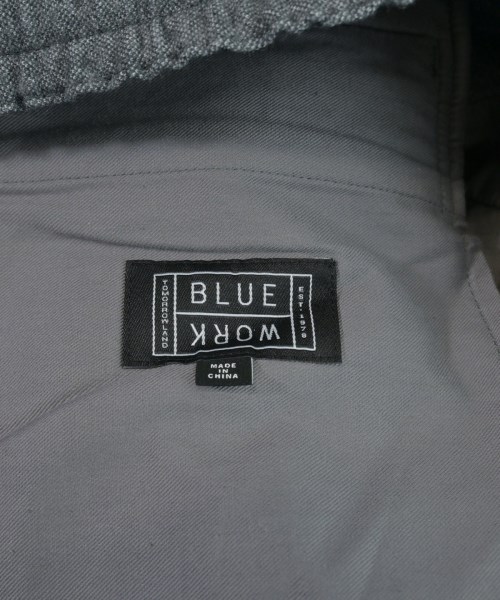 TOMORROWLAND
BLUE
WORK
EST·1978
MADE
IN
CHINA